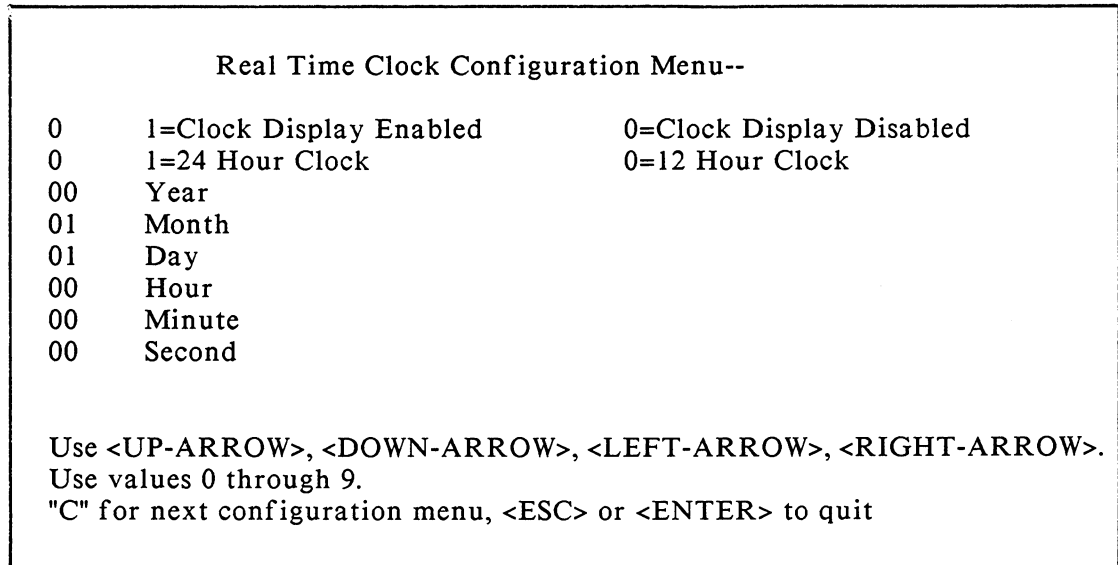 Real Time Clock Configuration Menu--
0 1=Clock Display Enabled 0=Clock Display Disabled
0 1=24 Hour Clock 0=12 Hour Clock
00 Year
01 Month
01 Day
00 Hour
00 Minute
00 Second
Use <UP-ARROW>, <DOWN-ARROW>, <LEFT-ARROW>, <RIGHT-ARROW>.
Use values 0 through 9.
"C" for next configuration menu, <ESC> or <ENTER> to quit